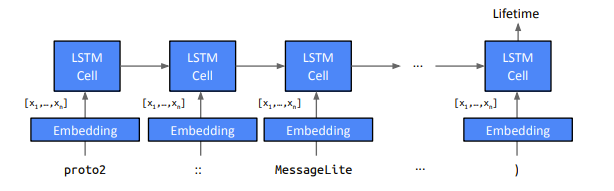 Lifetime
LSTM Cell
LSTM Cell
LSTM Cell
...
LSTM Cell
[x₁,…,xₙ]
[x₁,…,xₙ]
[x₁,…,xₙ]
[x₁,…,xₙ]
Embedding
Embedding
Embedding
Embedding
proto2
::
MessageLite
...
)